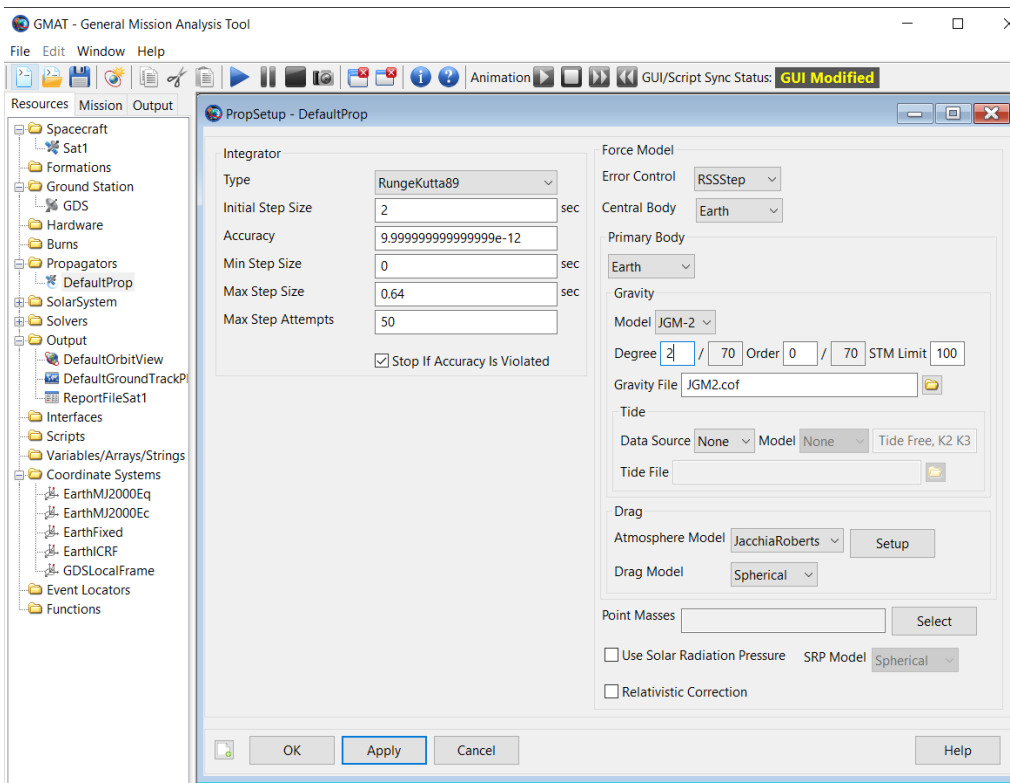 GMAT - General Mission Analysis Tool
File Edit Window Help
Animation GUI/Script Sync Status: GUI Modified
Resources Mission Output
Spacecraft
Sat1
Formations
Ground Station
GDS
Hardware
Burns
Propagators
DefaultProp
SolarSystem
Solvers
Output
DefaultOrbitView
DefaultGroundTrackPl
ReportFileSat1
Interfaces
Scripts
Variables/Arrays/Strings
Coordinate Systems
EarthMJ2000Eq
EarthMJ2000Ec
EarthFixed
EarthICRF
GDSLocalFrame
Event Locators
Functions
PropSetup - DefaultProp
Integrator
Type RungeKutta89
Initial Step Size 2 sec
Accuracy 9.999999999999999e-12
Min Step Size 0 sec
Max Step Size 0.64 sec
Max Step Attempts 50
Stop If Accuracy Is Violated
Force Model
Error Control RSSStep
Central Body Earth
Primary Body
Earth
Gravity
Model JGM-2
Degree 2 / 70 Order 0 / 70 STM Limit 100
Gravity File JGM2.cof
Tide
Data Source None Model None Tide Free, K2 K3
Tide File
Drag
Atmosphere Model JacchiaRoberts Setup
Drag Model Spherical
Point Masses Select
Use Solar Radiation Pressure SRP Model Spherical
Relativistic Correction
OK Apply Cancel Help